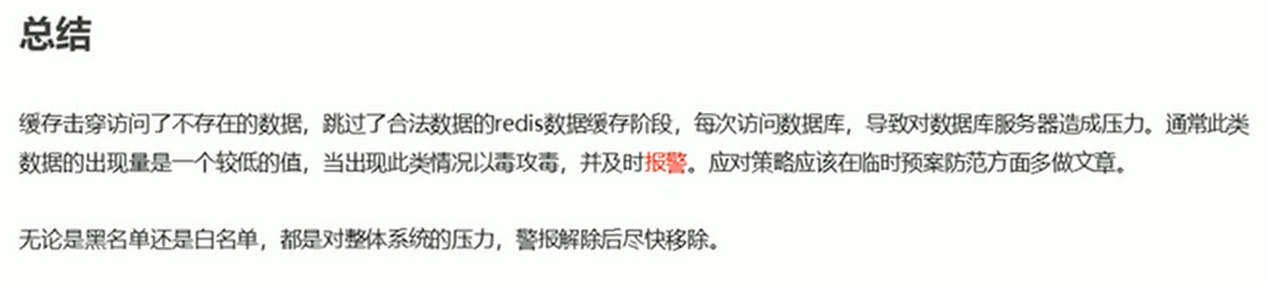 总结
缓存击穿访问了不存在的数据，跳过了合法数据的redis数据缓存阶段，每次访问数据库，导致对数据库服务器造成压力。通常此类
数据的出现量是一个较低的值，当出现此类情况以毒攻毒，并及时报警。应对策略应该在临时预案防范方面多做文章。
无论是黑名单还是白名单，都是对整体系统的压力，警报解除后尽快移除。